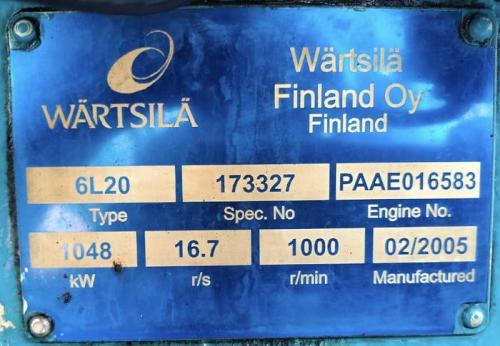 WÄRTSILÄ
Wärtsilä
Finland Oy
Finland
6L20 173327 PAAE016583
Type Spec. No Engine No.
1048 16.7 1000 02/2005
kW r/s r/min Manufactured